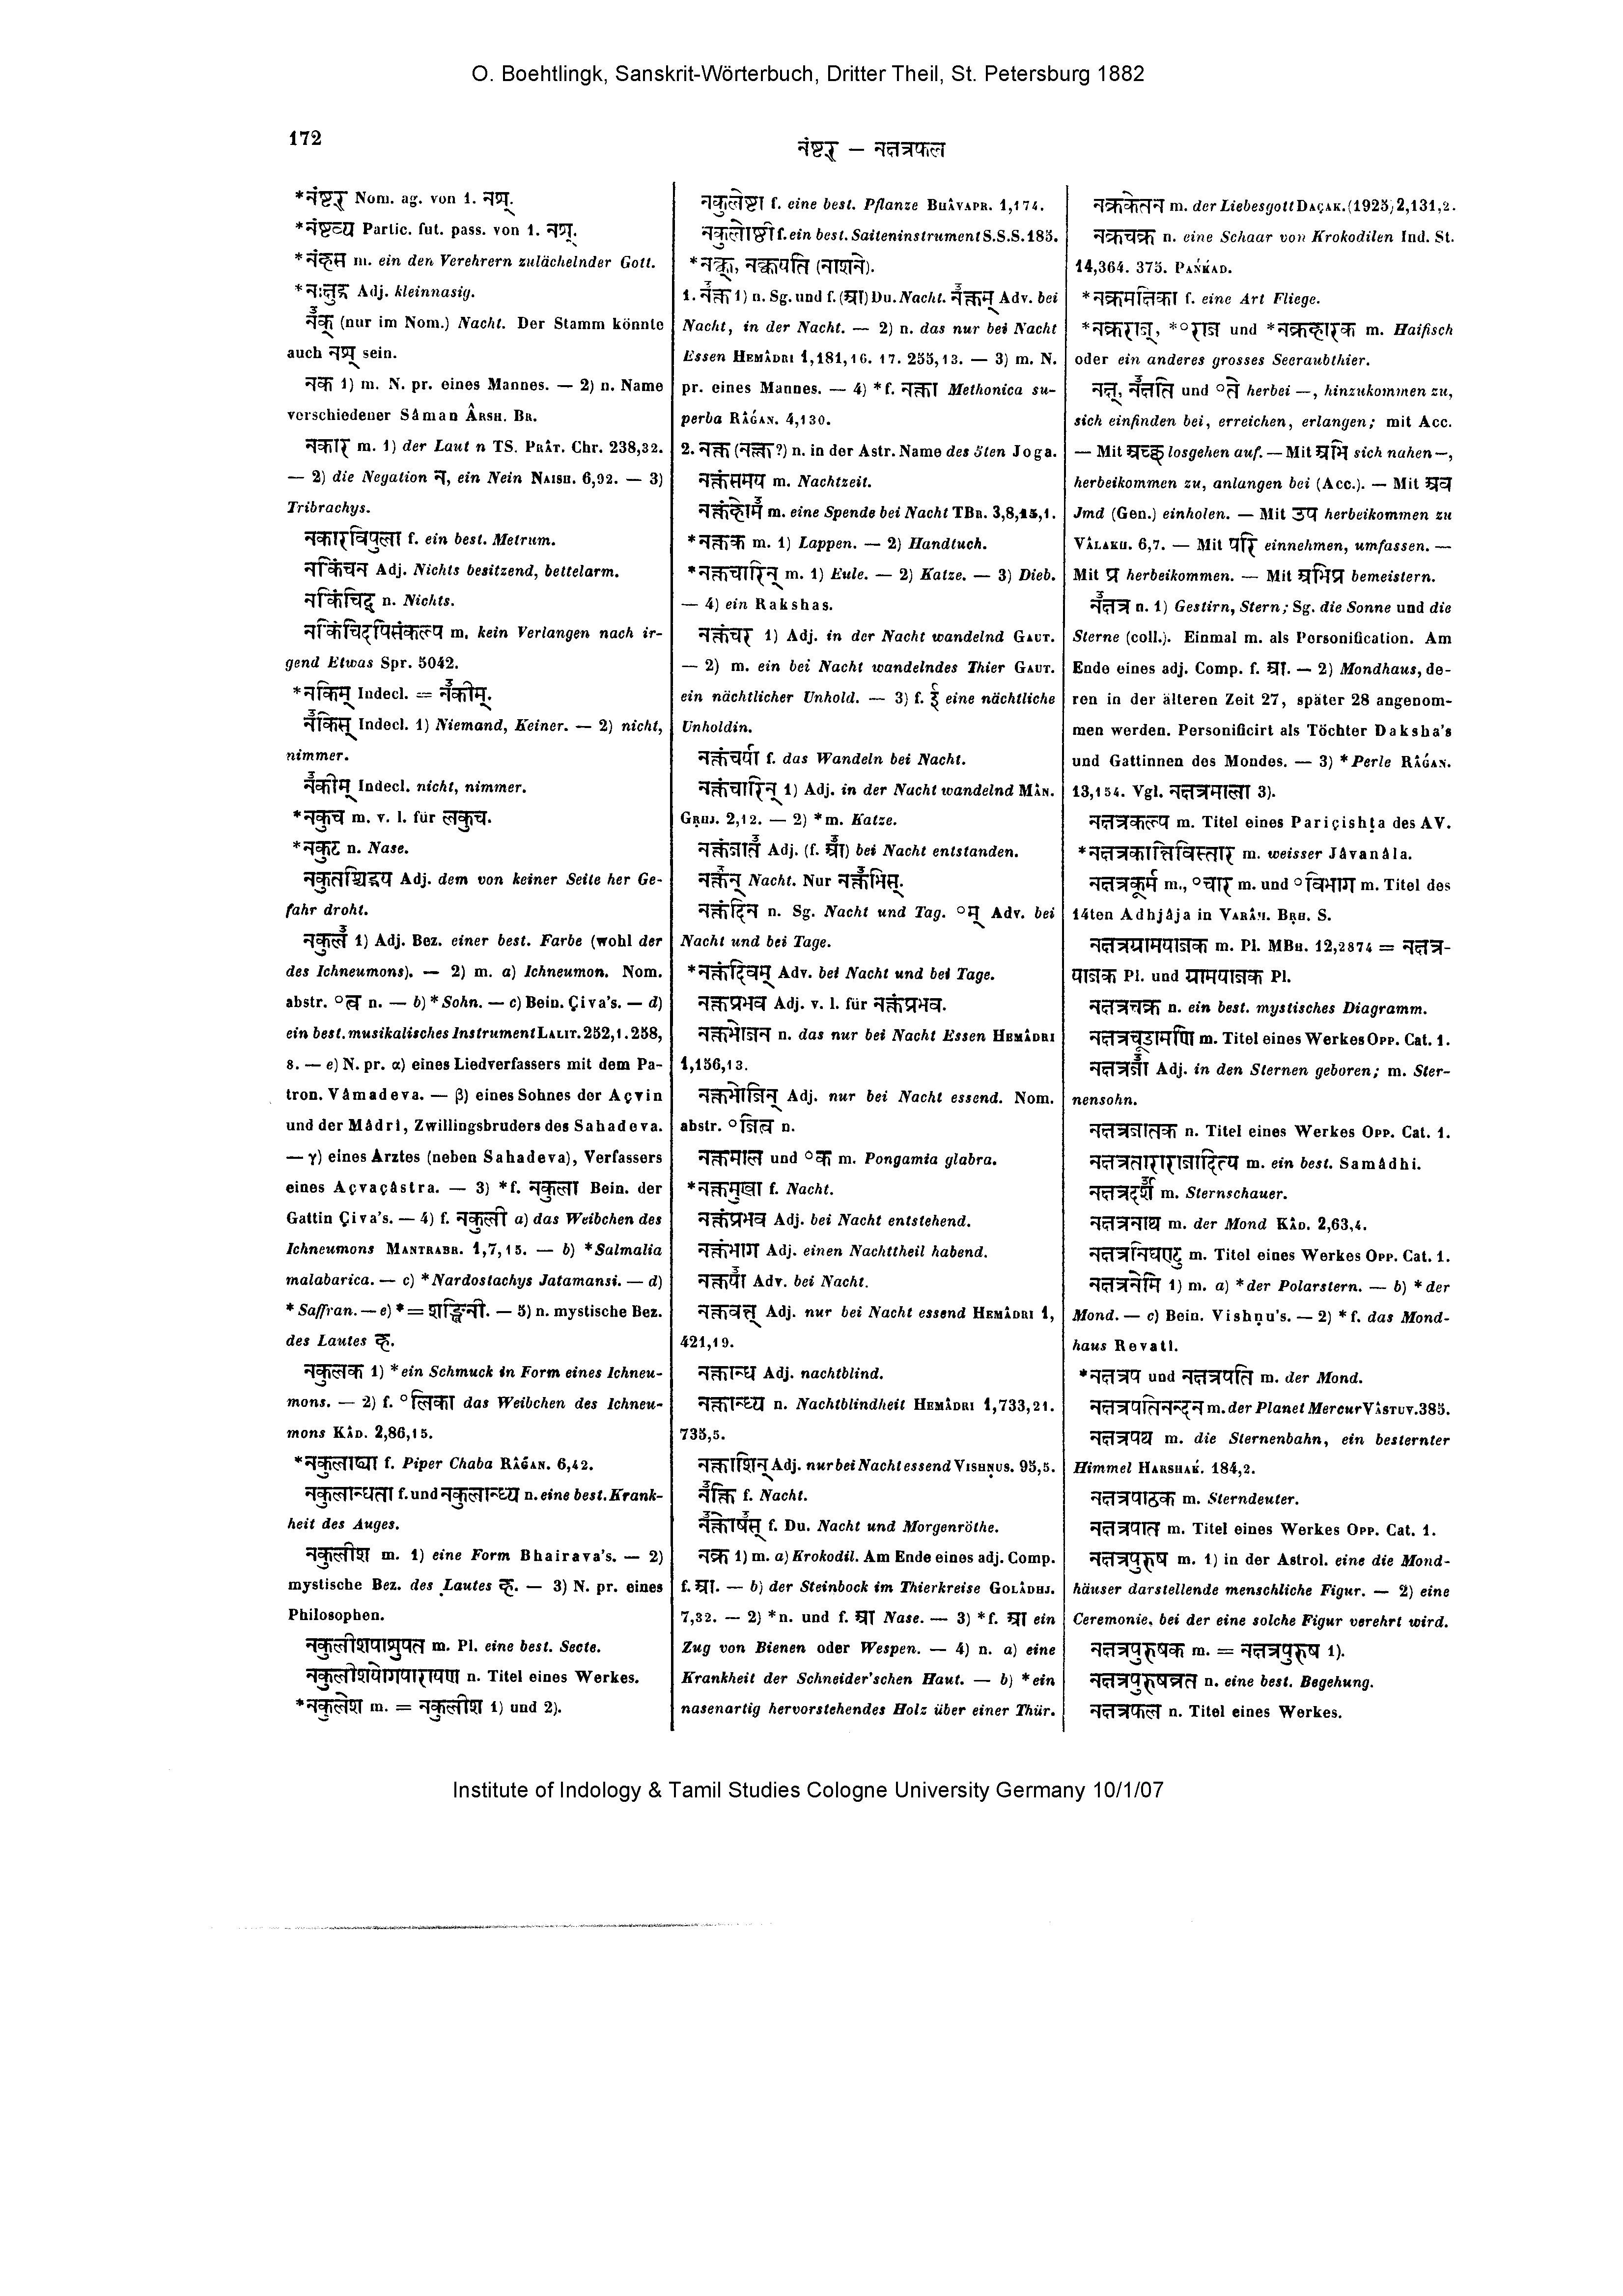 O. Boehtlingk, Sanskrit-Wörterbuch, Dritter Theil, St. Petersburg 1882
172
नंष्टर् — नक्षत्रफल
*नंष्टर् Nom. ag. von 1. नश्.
*नंष्टव्य Partic. fut. pass. von 1. नश्.
*नंहस m. ein den Verehrern zulächelnder Gott.
*नःक्षुद्र Adj. kleinnasig.
नक् (nur im Nom.) Nacht. Der Stamm könnte
auch नश् sein.
नक 1) m. N. pr. eines Mannes. — 2) n. Name
verschiedener Sâman Ârsh. Br.
नकार m. 1) der Laut n TS. Prât. Chr. 238,32.
— 2) die Negation न, ein Nein Naish. 6,92. — 3)
Tribrachys.
नकारविपुला f. ein best. Metrum.
नकिंचन Adj. Nichts besitzend, bettelarm.
नकिंचिद् n. Nichts.
नकिंचिदपिसंकल्प m. kein Verlangen nach ir-
gend Etwas Spr. 5042.
*नकिम् Indecl. = नकीम्.
नकिस् Indecl. 1) Niemand, Keiner. — 2) nicht,
nimmer.
नकीम् Indecl. nicht, nimmer.
*नकुच m. v. l. für लकुच.
*नकुट n. Nase.
नकुतश्चिद्भय Adj. dem von keiner Seite her Ge-
fahr droht.
नकुल 1) Adj. Bez. einer best. Farbe (wohl der
des Ichneumons). — 2) m. a) Ichneumon. Nom.
abstr. °त्व n. — b) * Sohn. — c) Bein. Çiva's. — d)
ein best. musikalisches Instrument Lalit. 252,1. 258,
8. — e) N. pr. α) eines Liedverfassers mit dem Pa-
tron. Vâmadeva. — β) eines Sohnes der Açvin
und der Mâdrî, Zwillingsbruders des Sahadeva.
— γ) eines Arztes (neben Sahadeva), Verfassers
eines Açvaçâstra. — 3) *f. नकुला Bein. der
Gattin Çiva's. — 4) f. नकुली a) das Weibchen des
Ichneumons Mantrabr. 1,7,15. — b) *Salmalia
malabarica. — c) *Nardostachys Jatamansi. — d)
* Saffran. — e) * = शङ्खिनी. — 5) n. mystische Bez.
des Lautes ह्.
नकुलक 1) *ein Schmuck in Form eines Ichneu-
mons. — 2) f. °लिका das Weibchen des Ichneu-
mons Kâd. 2,86,15.
*नकुलाढ्या f. Piper Chaba Râǵan. 6,42.
नकुलान्धता f. und नकुलान्ध्य n. eine best. Krank-
heit des Auges.
नकुलीश m. 1) eine Form Bhairava's. — 2)
mystische Bez. des Lautes ह्. — 3) N. pr. eines
Philosophen.
नकुलीशपाशुपत m. Pl. eine best. Secte.
नकुलीशयोगपारायण n. Titel eines Werkes.
*नकुलेश m. = नकुलीश 1) und 2).
नकुलेष्टा f. eine best. Pflanze Bhâvapr. 1,174.
नकुलोष्ठी f. ein best. Saiteninstrument S.S.S. 185.
*नक्क्, नक्कयति (नाशने).
1. नक्त 1) n. Sg. und f. (आ) Du. Nacht. नक्तम् Adv. bei
Nacht, in der Nacht. — 2) n. das nur bei Nacht
Essen Hemâdri 1,181,16. 17. 255,13. — 3) m. N.
pr. eines Mannes. — 4) *f. नक्ता Methonica su-
perba Râǵan. 4,130.
2. नक्त (नक्त ?) n. in der Astr. Name des 5ten Joga.
नक्तंसमय m. Nachtzeit.
नक्तंहोम m. eine Spende bei Nacht TBr. 3,8,15,1.
*नक्तक m. 1) Lappen. — 2) Handtuch.
*नक्तचारिन् m. 1) Eule. — 2) Katze. — 3) Dieb.
— 4) ein Rakshas.
नक्तंचर 1) Adj. in der Nacht wandelnd Gaut.
— 2) m. ein bei Nacht wandelndes Thier Gaut.
ein nächtlicher Unhold. — 3) f. ई eine nächtliche
Unholdin.
नक्तंचर्या f. das Wandeln bei Nacht.
नक्तंचारिन् 1) Adj. in der Nacht wandelnd Mân.
Gṛhj. 2,12. — 2) *m. Katze.
नक्तंजात Adj. (f. आ) bei Nacht entstanden.
नक्तन् Nacht. Nur नक्तभिस्.
नक्तंदिन n. Sg. Nacht und Tag. °म् Adv. bei
Nacht und bei Tage.
*नक्तंदिवम् Adv. bei Nacht und bei Tage.
नक्तप्रभव Adj. v. l. für नक्तंप्रभव.
नक्तभोजन n. das nur bei Nacht Essen Hemâdri
1,156,13.
नक्तभोजिन् Adj. nur bei Nacht essend. Nom.
abstr. °जित्व n.
नक्तमाल und °क m. Pongamia glabra.
*नक्तमुखा f. Nacht.
नक्तंप्रभव Adj. bei Nacht entstehend.
नक्तंभाग Adj. einen Nachttheil habend.
नक्तया Adv. bei Nacht.
नक्तवत् Adj. nur bei Nacht essend Hemâdri 1,
421,19.
नक्तान्ध Adj. nachtblind.
नक्तान्ध्य n. Nachtblindheit Hemâdri 1,733,21.
735,5.
नक्ताशिन् Adj. nur bei Nacht essend Vishṇus. 95,5.
नक्ति f. Nacht.
नक्तोषस् f. Du. Nacht und Morgenröthe.
नक्र 1) m. a) Krokodil. Am Ende eines adj. Comp.
f. आ. — b) der Steinbock im Thierkreise Golâdhj.
7,32. — 2) *n. und f. आ Nase. — 3) *f. आ ein
Zug von Bienen oder Wespen. — 4) n. a) eine
Krankheit der Schneider'schen Haut. — b) *ein
nasenartig hervorstehendes Holz über einer Thür.
नक्रकेतन m. der Liebesgott Daçak. (1925) 2,131,2.
नक्रचक्र n. eine Schaar von Krokodilen Ind. St.
14,364. 375. Pańḱad.
*नक्रमक्षिका f. eine Art Fliege.
*नक्रराज्, *°राज und *नक्रहारक m. Haifisch
oder ein anderes grosses Seeraubthier.
नक्ष्, नक्षति und °ते herbei —, hinzukommen zu,
sich einfinden bei, erreichen, erlangen; mit Acc.
— Mit अच्छ losgehen auf. — Mit अभि sich nahen —,
herbeikommen zu, anlangen bei (Acc.). — Mit अव
Jmd (Gen.) einholen. — Mit उप herbeikommen zu
Vâlakh. 6,7. — Mit परि einnehmen, umfassen. —
Mit प्र herbeikommen. — Mit अभिप्र bemeistern.
नक्षत्र n. 1) Gestirn, Stern; Sg. die Sonne und die
Sterne (coll.). Einmal m. als Personification. Am
Ende eines adj. Comp. f. आ. — 2) Mondhaus, de-
ren in der älteren Zeit 27, später 28 angenom-
men werden. Personificirt als Töchter Daksha's
und Gattinnen des Mondes. — 3) *Perle Râǵan.
13,154. Vgl. नक्षत्रमाला 3).
नक्षत्रकल्प m. Titel eines Pariçishṭa des AV.
*नक्षत्रकान्तिविस्तार m. weisser Jâvanâla.
नक्षत्रकूर्म m., °चार m. und °विभाग m. Titel des
14ten Adhjâja in Varâh. Bṛh. S.
नक्षत्रग्रामयाजक m. Pl. MBh. 12,2874 = नक्षत्र-
याजक Pl. und ग्रामयाजक Pl.
नक्षत्रचक्र n. ein best. mystisches Diagramm.
नक्षत्रचूडामणि m. Titel eines Werkes Opp. Cat. 1.
नक्षत्रजा Adj. in den Sternen geboren; m. Ster-
nensohn.
नक्षत्रजातक n. Titel eines Werkes Opp. Cat. 1.
नक्षत्रताराराजादित्य m. ein best. Samâdhi.
नक्षत्रदर्श m. Sternschauer.
नक्षत्रनाथ m. der Mond Kâd. 2,63,4.
नक्षत्रनिघण्टु m. Titel eines Werkes Opp. Cat. 1.
नक्षत्रनेमि 1) m. a) *der Polarstern. — b) *der
Mond. — c) Bein. Vishṇu's. — 2) *f. das Mond-
haus Revatî.
*नक्षत्रप und नक्षत्रपति m. der Mond.
नक्षत्रपतिनन्दन m. der Planet Mercur Vâstuv. 385.
नक्षत्रपथ m. die Sternenbahn, ein besternter
Himmel Harshaḱ. 184,2.
नक्षत्रपाठक m. Sterndeuter.
नक्षत्रपात m. Titel eines Werkes Opp. Cat. 1.
नक्षत्रपुरुष m. 1) in der Astrol. eine die Mond-
häuser darstellende menschliche Figur. — 2) eine
Ceremonie, bei der eine solche Figur verehrt wird.
नक्षत्रपुरुषक m. = नक्षत्रपुरुष 1).
नक्षत्रपुरुषव्रत n. eine best. Begehung.
नक्षत्रफल n. Titel eines Werkes.
Institute of Indology & Tamil Studies Cologne University Germany 10/1/07